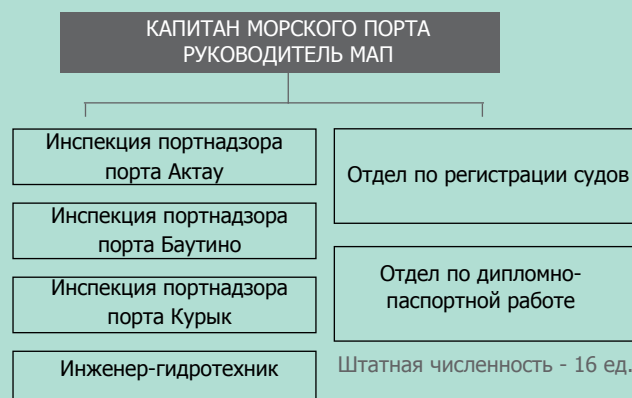 КАПИТАН МОРСКОГО ПОРТА
РУКОВОДИТЕЛЬ МАП
Инспекция портнадзора
порта Актау
Инспекция портнадзора
порта Баутино
Инспекция портнадзора
порта Курык
Инженер-гидротехник
Отдел по регистрации судов
Отдел по дипломно-
паспортной работе
Штатная численность - 16 ед.